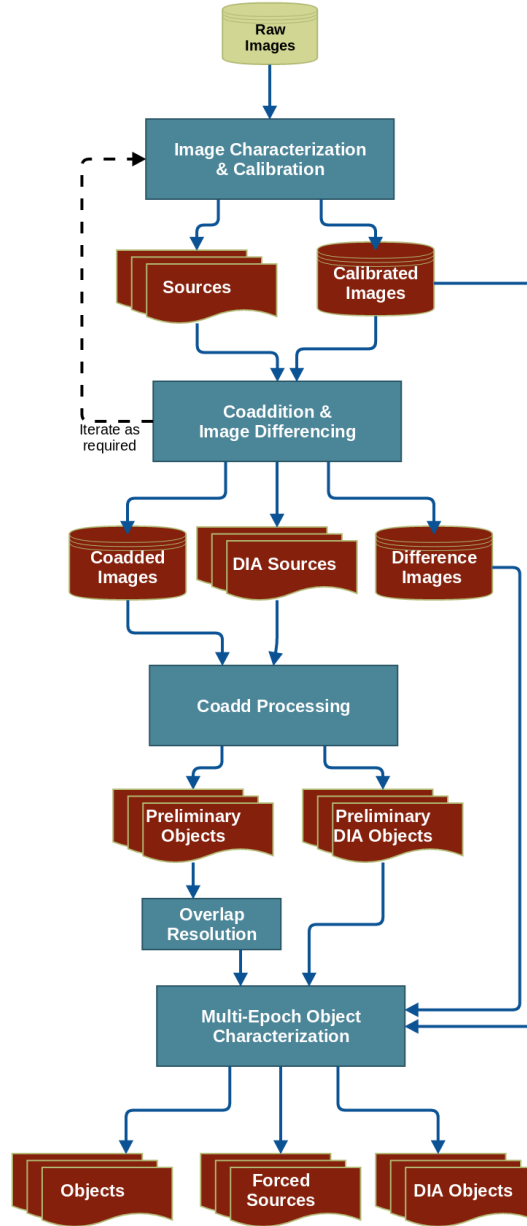 Raw
Images
Image Characterization
& Calibration
Sources
Calibrated
Images
Coaddition &
Image Differencing
Iterate as
required
Coadded
Images
DIA Sources
Difference
Images
Coadd Processing
Preliminary
Objects
Preliminary
DIA Objects
Overlap
Resolution
Multi-Epoch Object
Characterization
Objects
Forced
Sources
DIA Objects